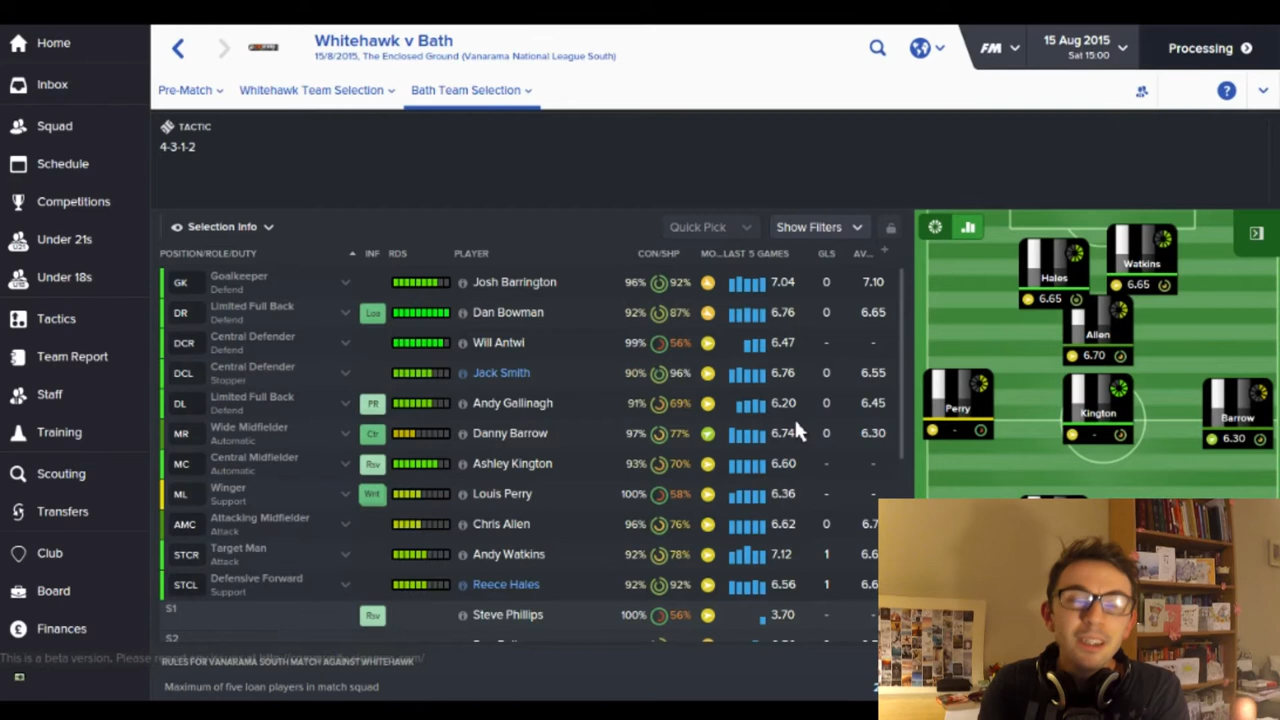 Home
Inbox
Squad
Schedule
Competitions
Under 21s
Under 18s
Tactics
Team Report
Staff
Training
Scouting
Transfers
Club
Board
Finances
Whitehawk v Bath
15/8/2015, The Enclosed Ground (Vanarama National League South)
FM
15 Aug 2015
Sat 15:00
Processing
Pre-Match
Whitehawk Team Selection
Bath Team Selection
?
TACTIC
4-3-1-2
Selection Info
Quick Pick
Show Filters
POSITION/ROLE/DUTY INF RDS PLAYER CON/SHP MO... LAST 5 GAMES GLS AV...
GK Goalkeeper Defend Josh Barrington 96% 92% 7.04 0 7.10
DR Limited Full Back Defend Loa Dan Bowman 92% 87% 6.76 0 6.65
DCR Central Defender Defend Will Antwi 99% 56% 6.47 - -
DCL Central Defender Stopper Jack Smith 90% 96% 6.76 0 6.55
DL Limited Full Back Defend PR Andy Gallinagh 91% 69% 6.20 0 6.45
MR Wide Midfielder Automatic Ctr Danny Barrow 97% 77% 6.74 0 6.30
MC Central Midfielder Automatic Rsv Ashley Kington 93% 70% 6.60 - -
ML Winger Support Wnt Louis Perry 100% 58% 6.36 - -
AMC Attacking Midfielder Attack Chris Allen 96% 76% 6.62 0 6.7
STCR Target Man Attack Andy Watkins 92% 78% 7.12 1 6.6
STCL Defensive Forward Support Reece Hales 92% 92% 6.56 1 6.6
S1 Rsv Steve Phillips 100% 56% 3.70 - -
S2
Watkins
6.65
Hales
6.65
Allen
6.70
Perry
-
Kington
-
Barrow
6.30
This is a beta version. Please
RULES FOR VANARAMA SOUTH MATCH AGAINST WHITEHAWK
Maximum of five loan players in match squad